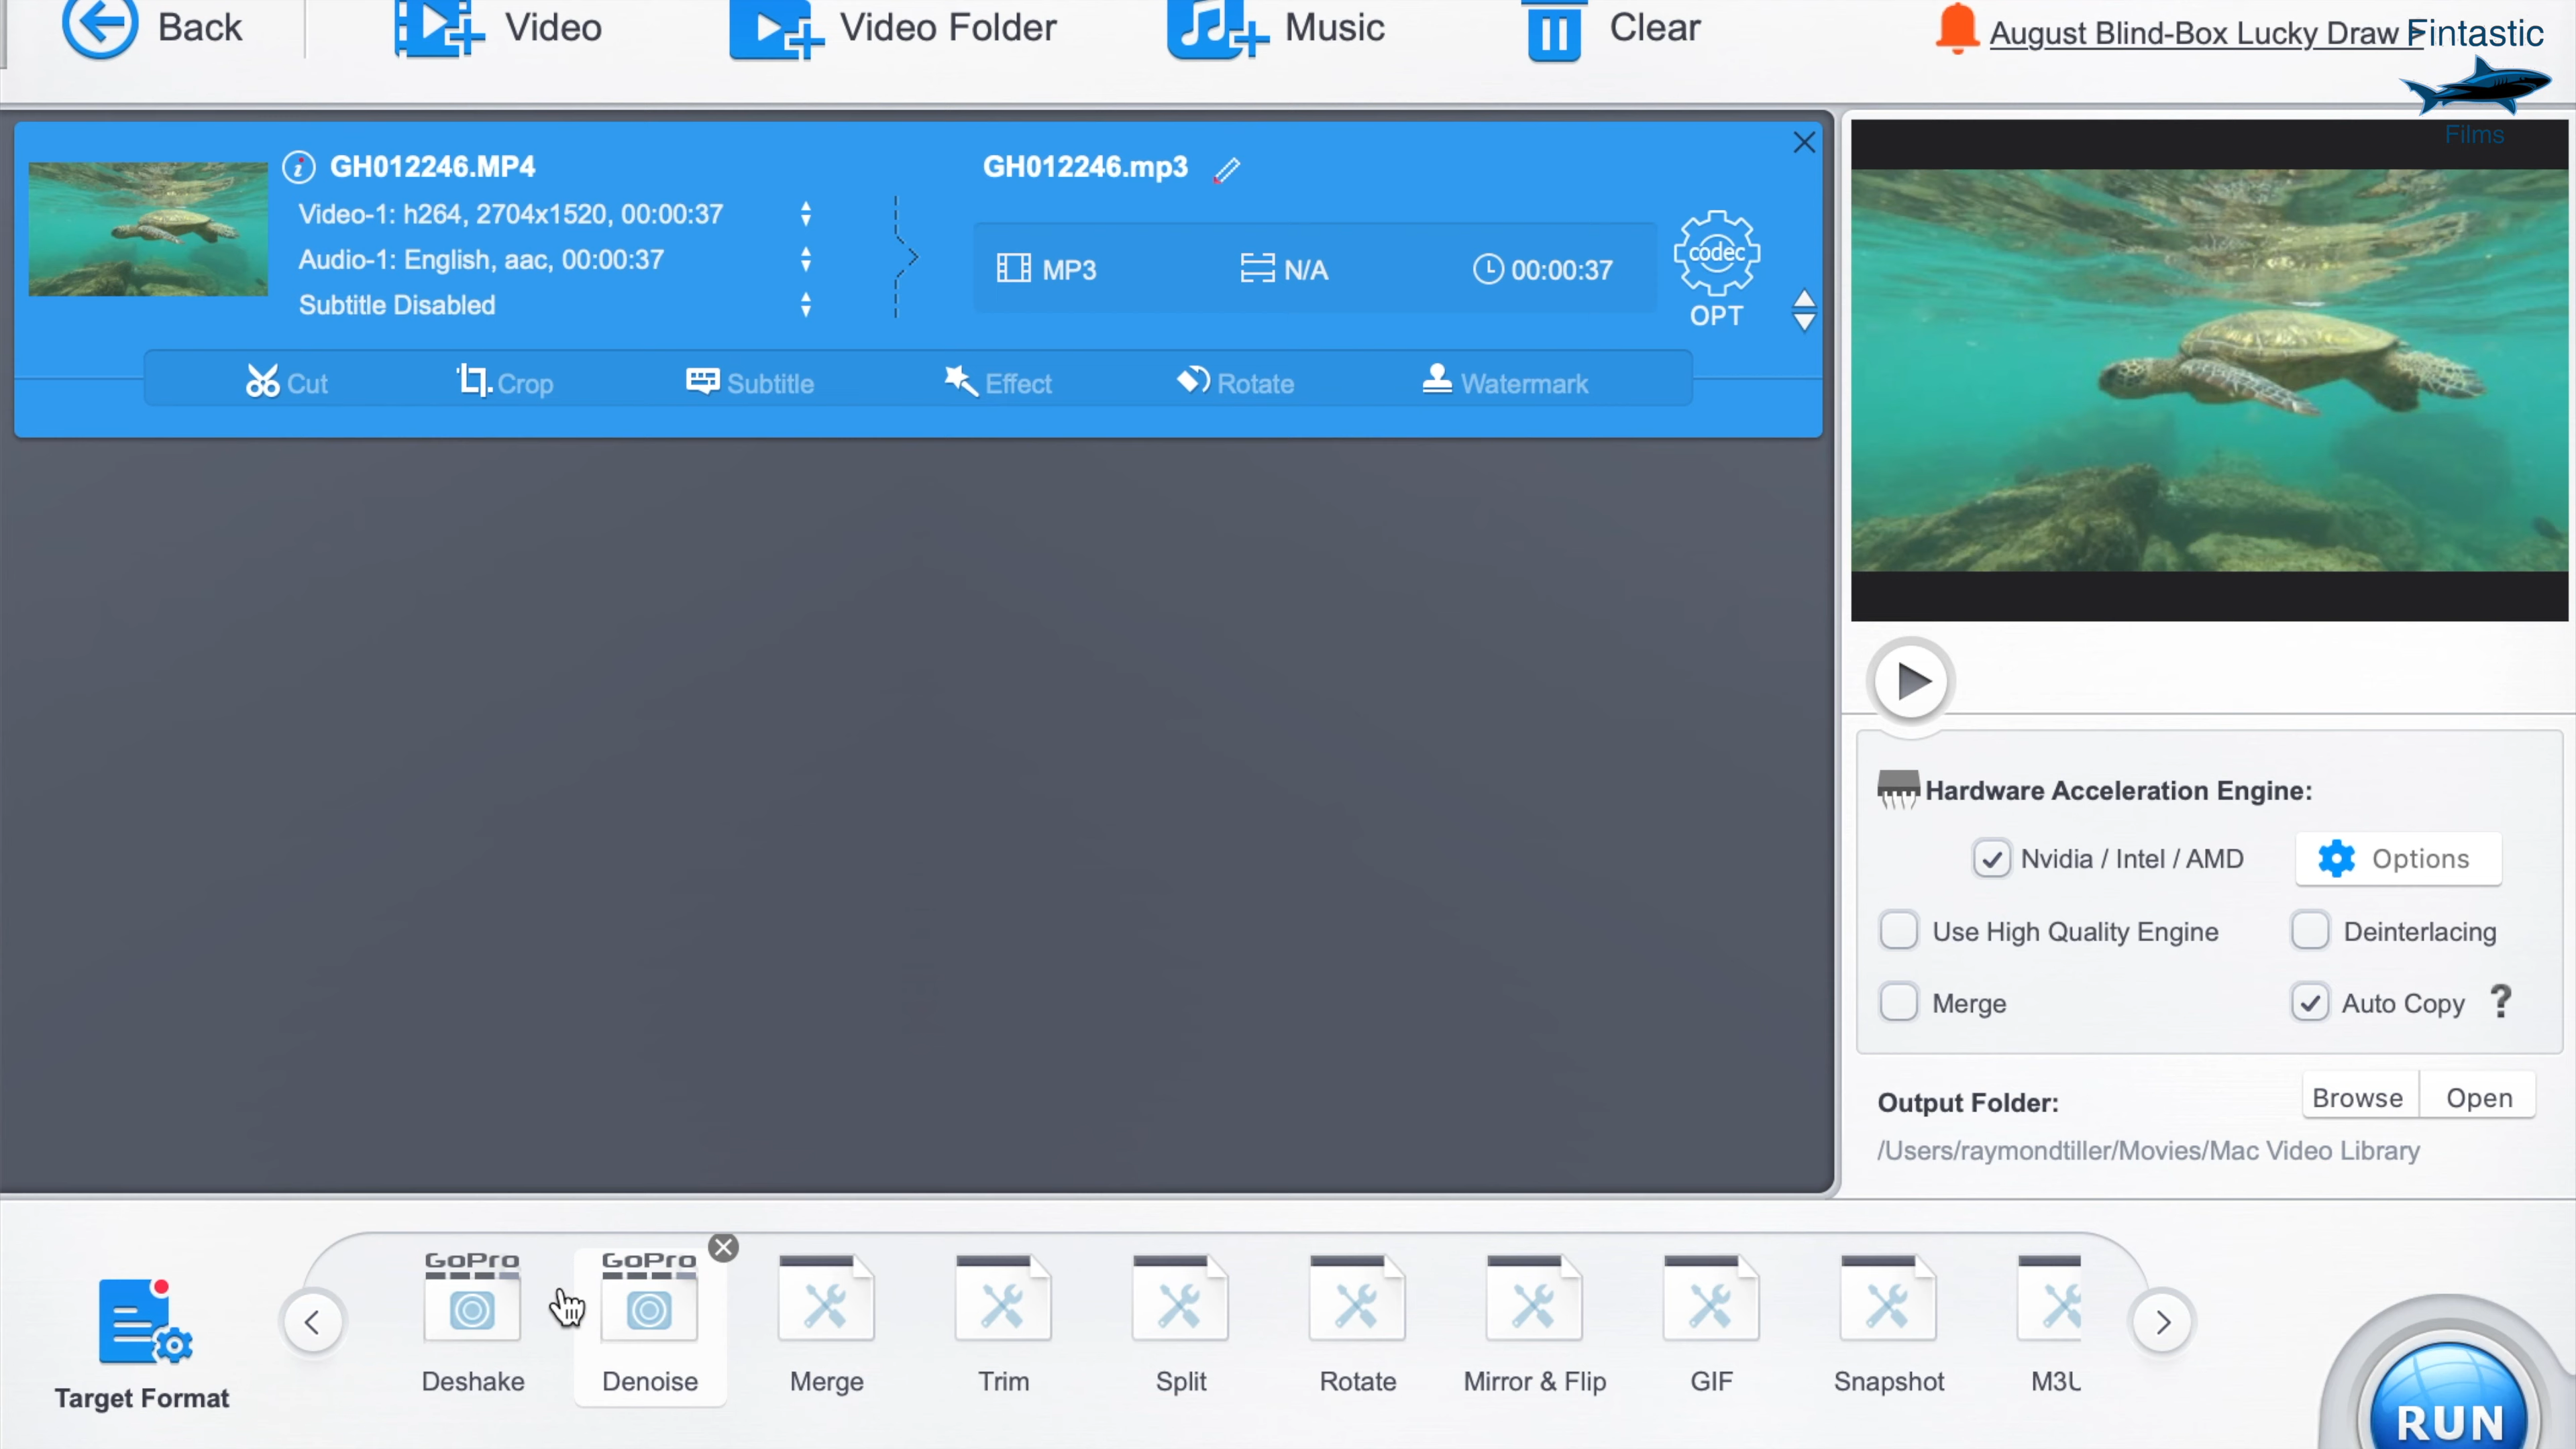 Back
Video
Video Folder
Music
Clear
August Blind-Box Lucky Draw
Fintastic
Films
GH012246.MP4
Video-1: h264, 2704x1520, 00:00:37
Audio-1: English, aac, 00:00:37
Subtitle Disabled
GH012246.mp3
MP3
N/A
00:00:37
codec
OPT
Cut
Crop
Subtitle
Effect
Rotate
Watermark
Hardware Acceleration Engine:
Nvidia / Intel / AMD
Options
Use High Quality Engine
Deinterlacing
Merge
Auto Copy ?
Output Folder:
Browse
Open
/Users/raymondtiller/Movies/Mac Video Library
Target Format
GoPro
Deshake
GoPro
Denoise
Merge
Trim
Split
Rotate
Mirror & Flip
GIF
Snapshot
M3U
RUN